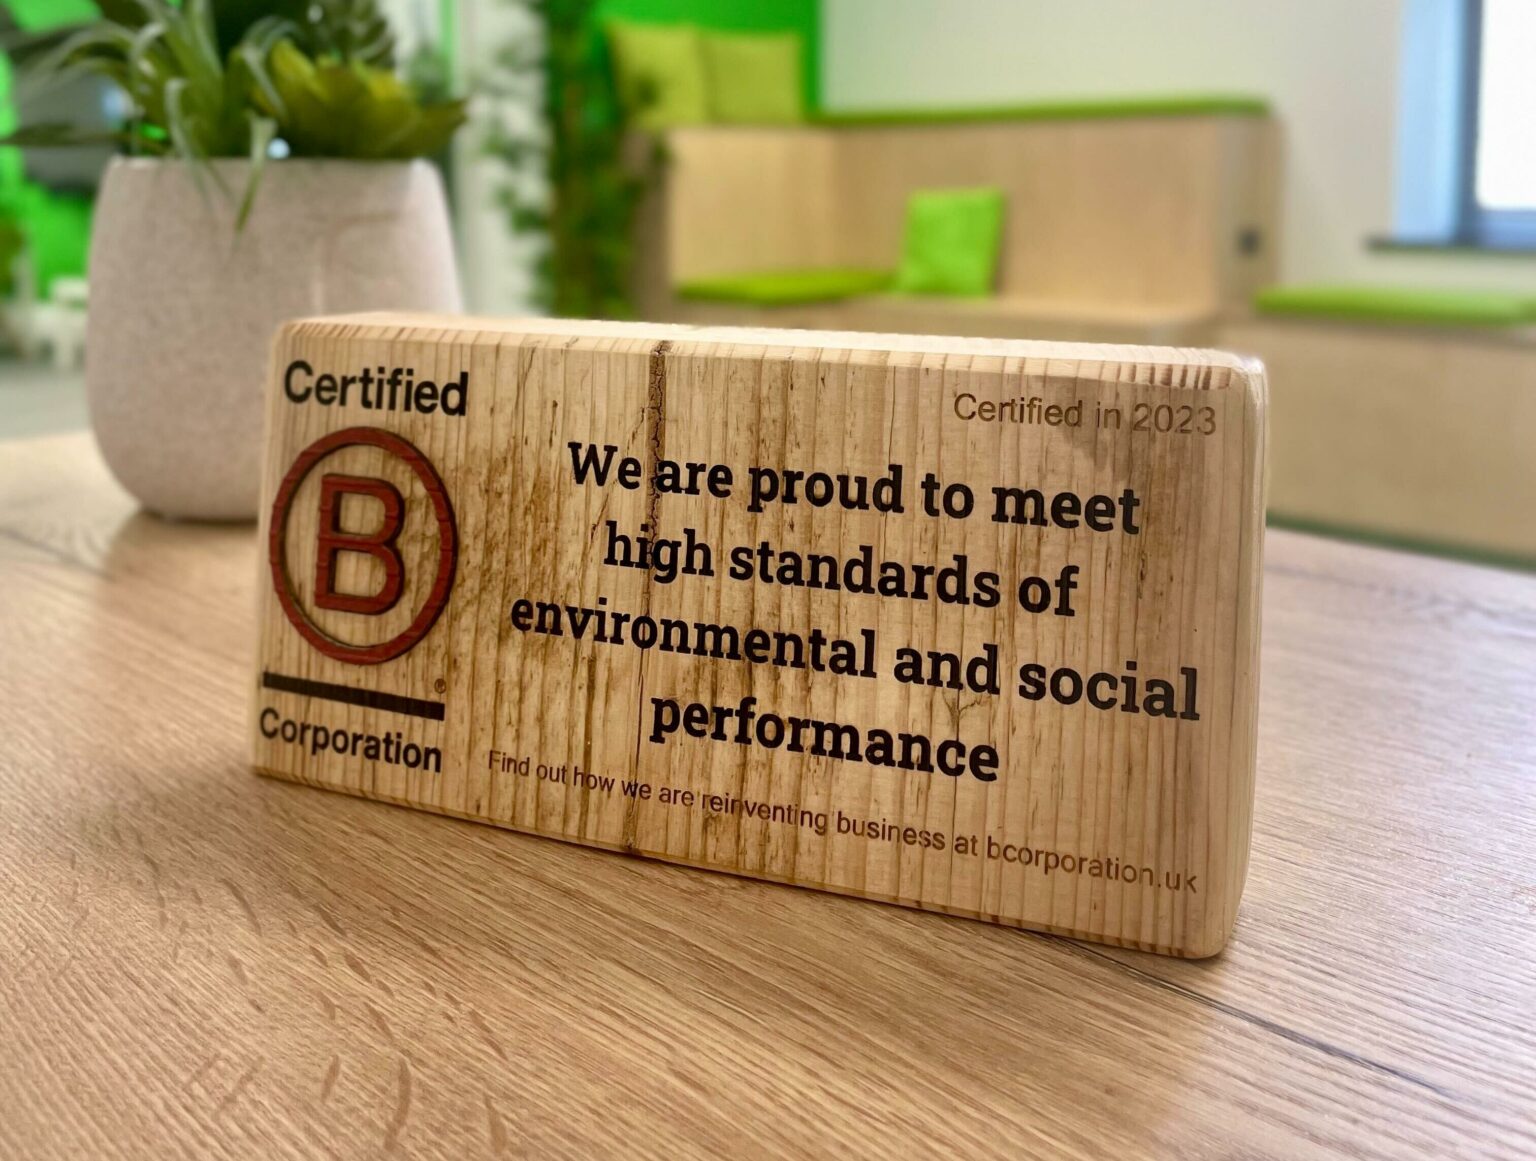 Certified
B
®
Corporation
Certified in 2023
We are proud to meet
high standards of
environmental and social
performance
Find out how we are reinventing business at bcorporation.uk